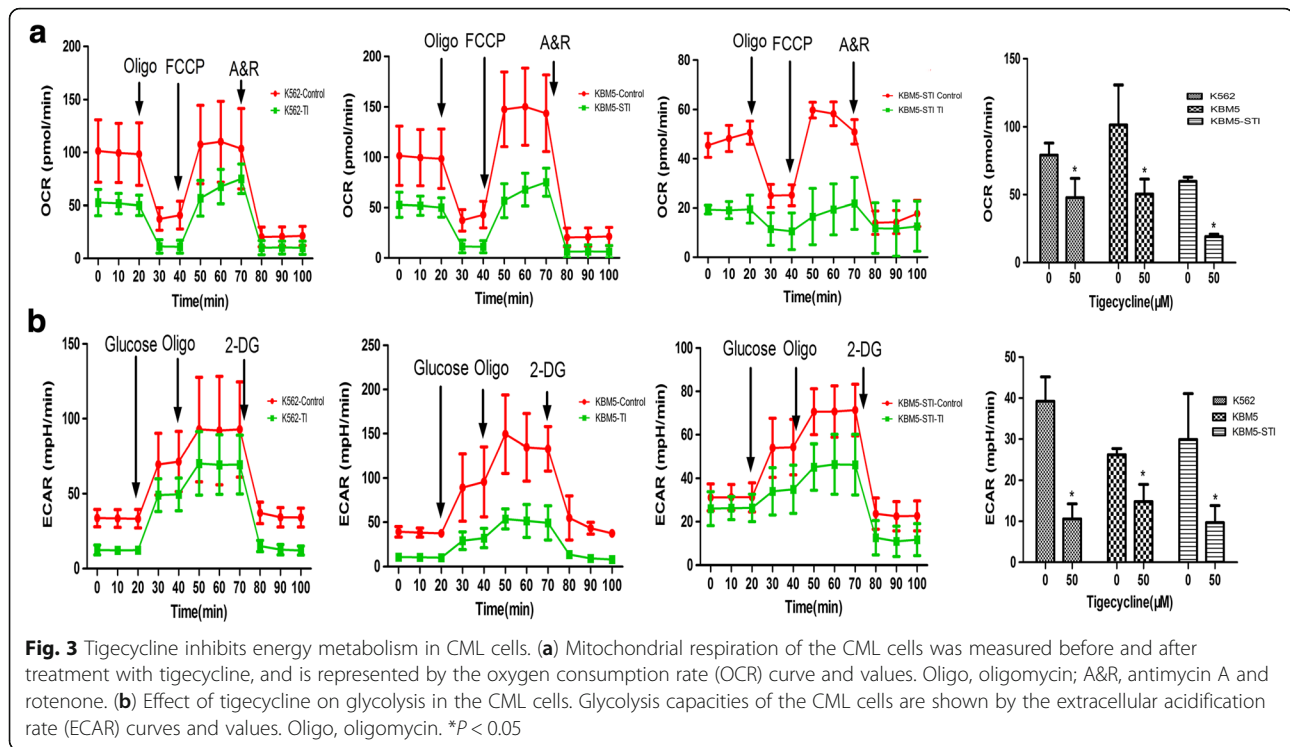 a
200
150
100
50
0
OCR (pmol/min)
Oligo FCCP A&R
K562-Control
K562-TI
0 10 20 30 40 50 60 70 80 90 100
Time(min)
200
150
100
50
0
OCR (pmol/min)
Oligo FCCP A&R
KBM5-Control
KBM5-STI
0 10 20 30 40 50 60 70 80 90 100
Time(min)
80
60
40
20
0
OCR (pmol/min)
Oligo FCCP A&R
KBM5-STI Control
KBM5-STI TI
0 10 20 30 40 50 60 70 80 90 100
Time(min)
150
100
50
0
OCR (pmol/min)
K562
KBM5
KBM5-STI
* * *
0 50 0 50 0 50
Tigecycline(μM)
b
150
100
50
0
ECAR (mpH/min)
Glucose Oligo 2-DG
K562-Control
K562-TI
0 10 20 30 40 50 60 70 80 90 100
Time(min)
250
200
150
100
50
0
ECAR (mpH/min)
Glucose Oligo 2-DG
KBM5-Control
KBM5-TI
0 10 20 30 40 50 60 70 80 90 100
Time(min)
100
80
60
40
20
0
ECAR (mpH/min)
Glucose Oligo 2-DG
KBM5-STI-Control
KBM5-STI-TI
0 10 20 30 40 50 60 70 80 90 100
Time(min)
50
40
30
20
10
0
ECAR (mpH/min)
K562
KBM5
KBM5-STI
* * *
0 50 0 50 0 50
Tigecycline(μM)
Fig. 3 Tigecycline inhibits energy metabolism in CML cells. (a) Mitochondrial respiration of the CML cells was measured before and after
treatment with tigecycline, and is represented by the oxygen consumption rate (OCR) curve and values. Oligo, oligomycin; A&R, antimycin A and
rotenone. (b) Effect of tigecycline on glycolysis in the CML cells. Glycolysis capacities of the CML cells are shown by the extracellular acidification
rate (ECAR) curves and values. Oligo, oligomycin. *P < 0.05